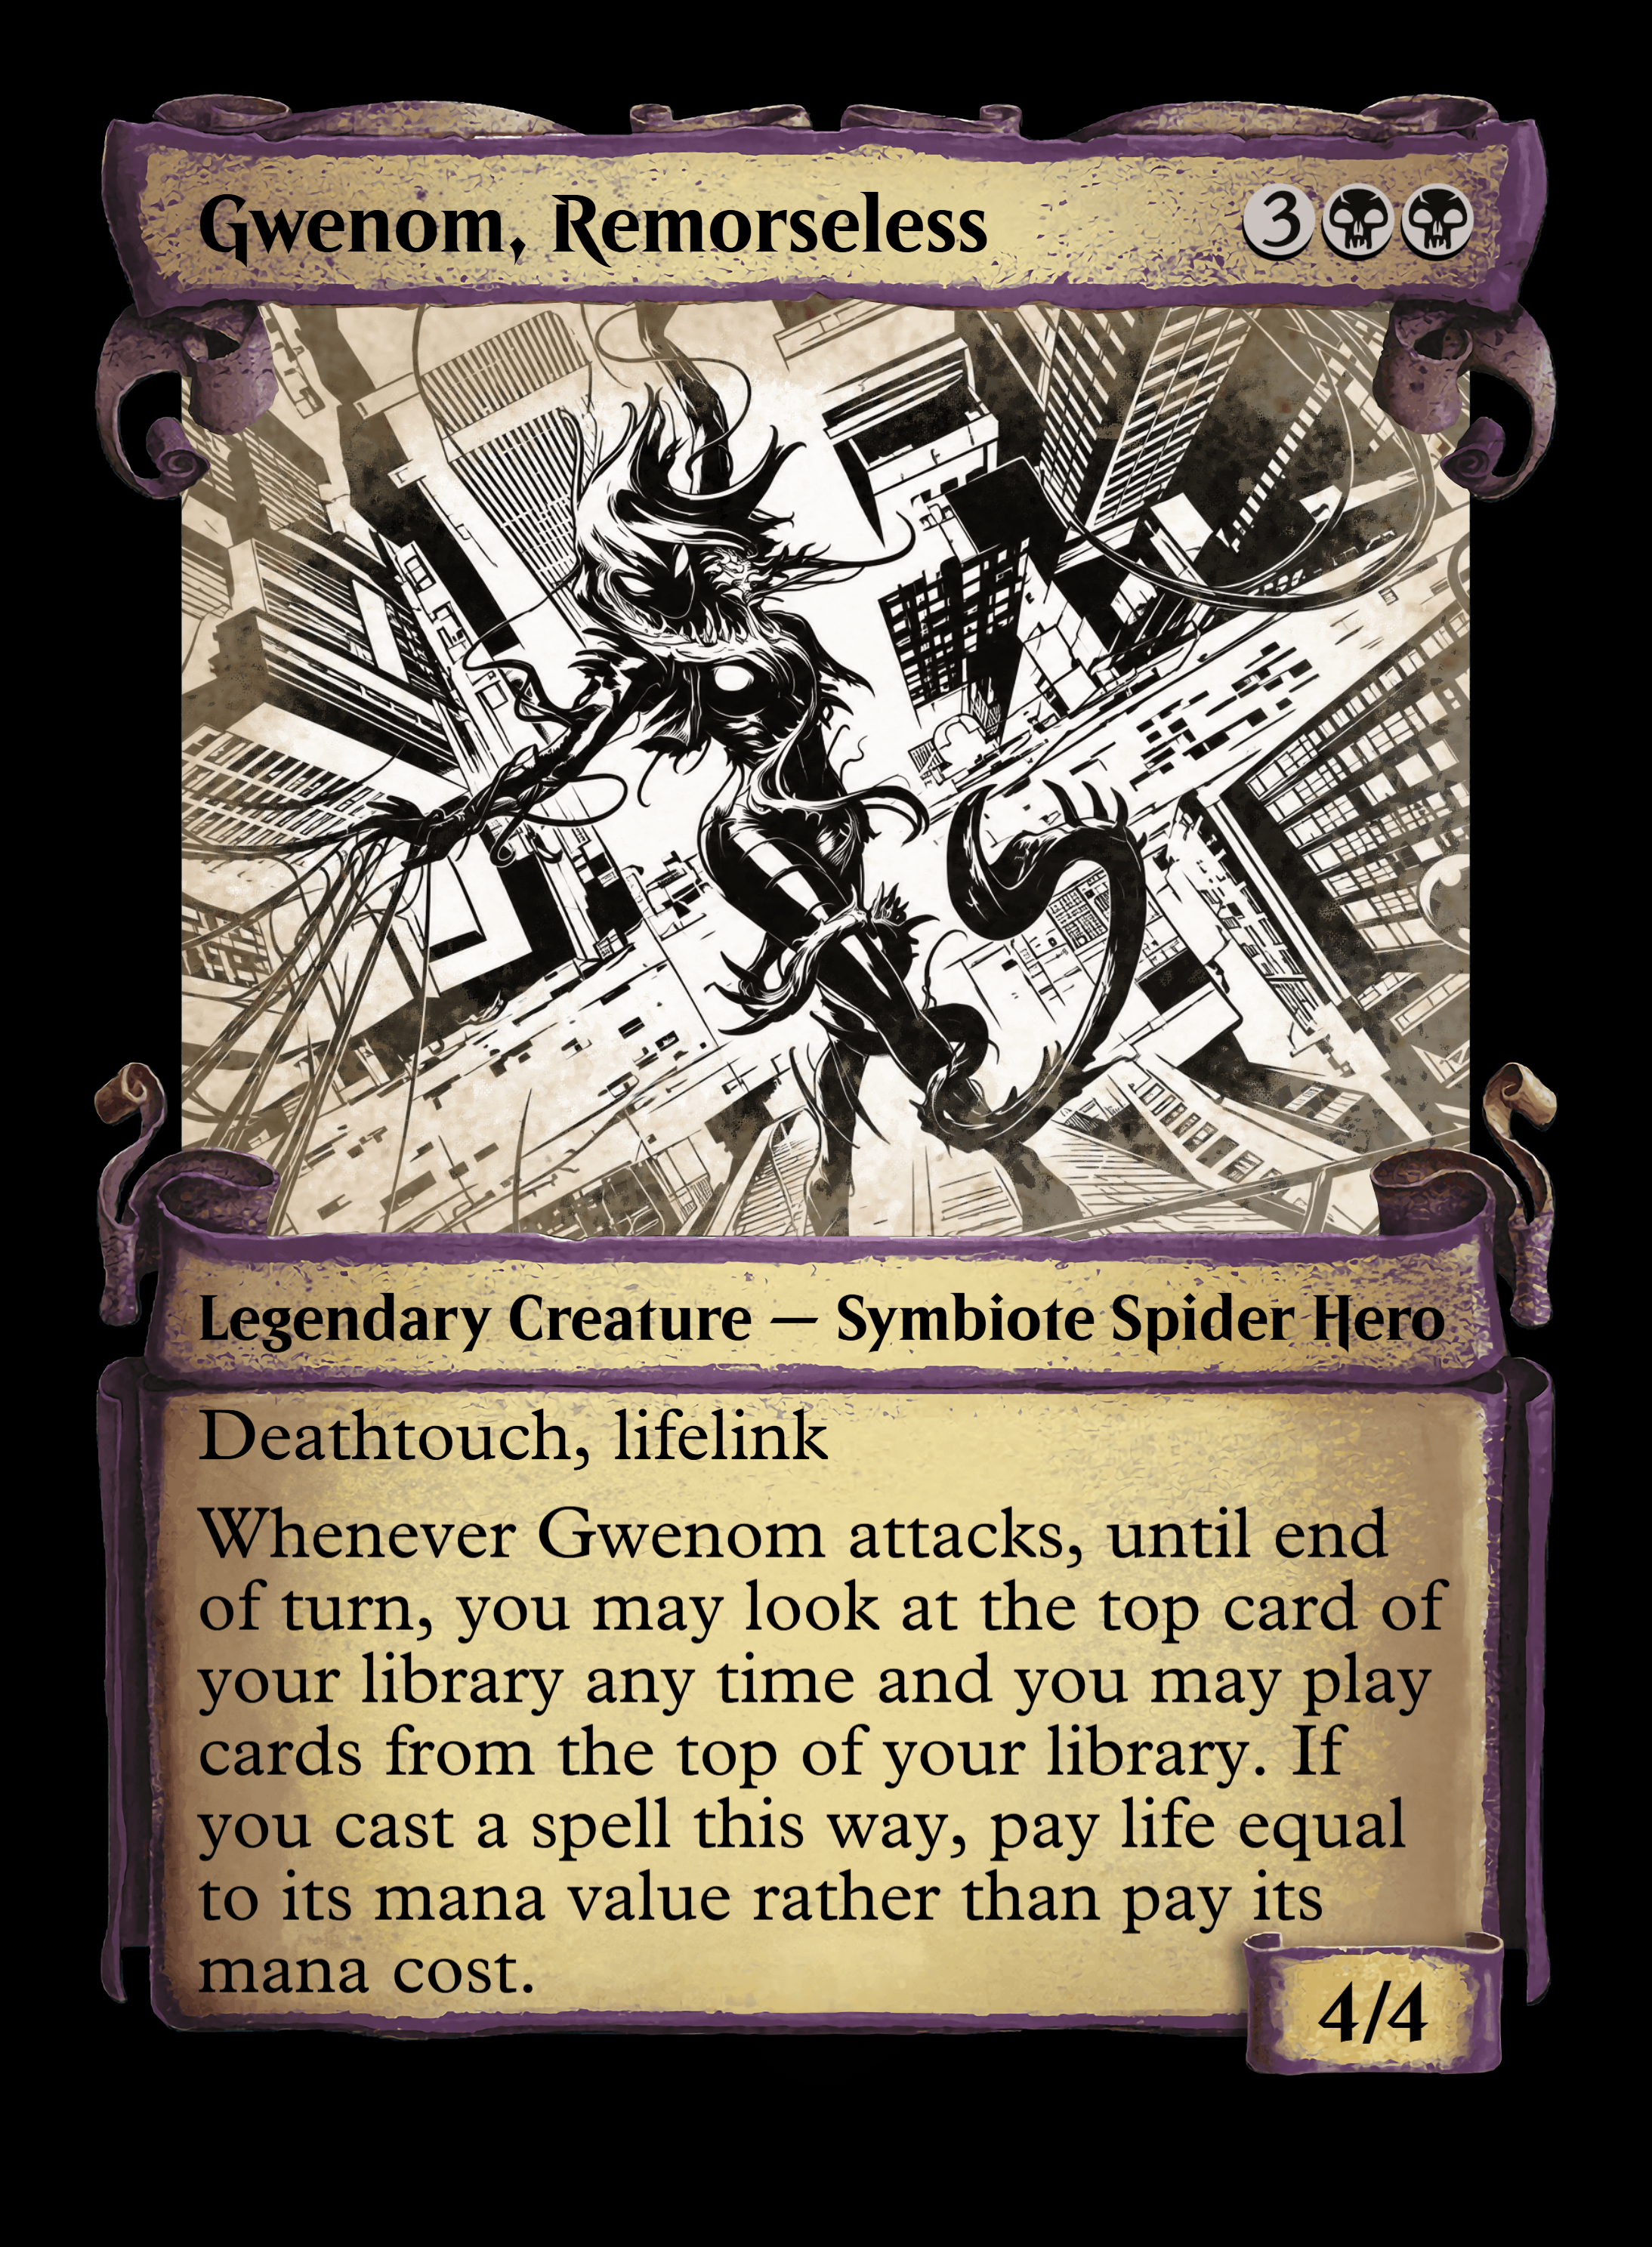 Gwenom, Remorseless 3
Legendary Creature — Symbiote Spider Hero
Deathtouch, lifelink
Whenever Gwenom attacks, until end
of turn, you may look at the top card of
your library any time and you may play
cards from the top of your library. If
you cast a spell this way, pay life equal
to its mana value rather than pay its
mana cost.
4/4